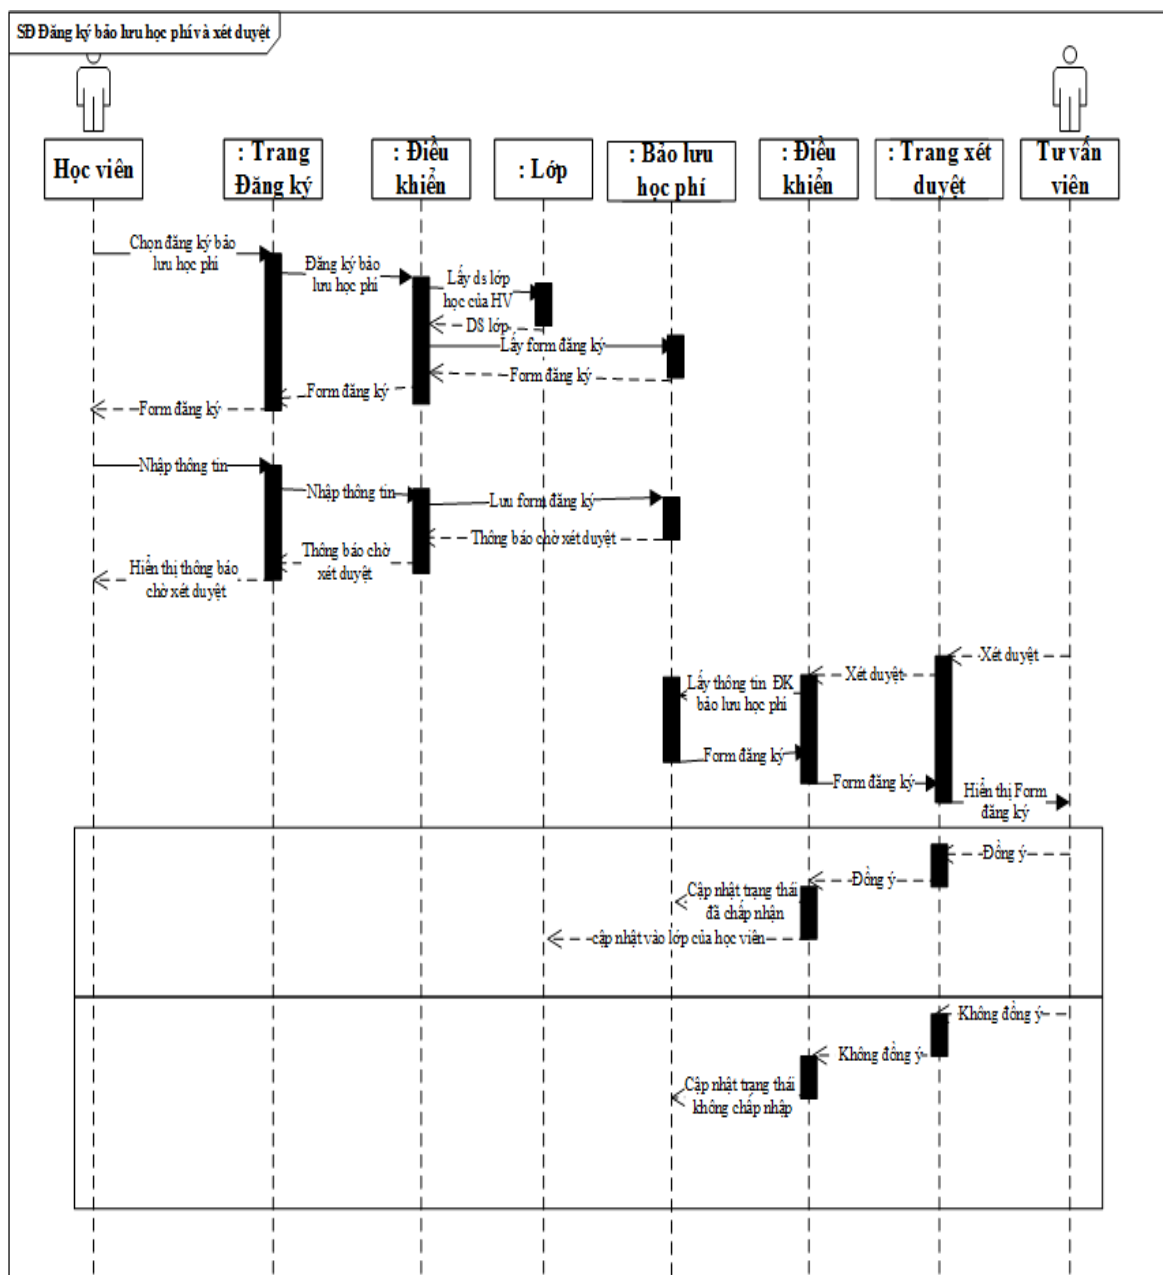 SĐ Đăng ký bảo lưu học phí và xét duyệt
Học viên
: Trang
Đăng ký
: Điều
khiển
: Lớp
: Bảo lưu
học phí
: Điều
khiển
: Trang xét
duyệt
Tư vấn
viên
Chọn đăng ký bảo
lưu học phí
Đăng ký bảo
lưu học phí
Lấy ds lớp
học của HV
DS lớp
Lấy form đăng ký
Form đăng ký
Form đăng ký
Form đăng ký
Nhập thông tin
Nhập thông tin
Lưu form đăng ký
Thông báo chờ xét duyệt
Thông báo chờ
xét duyệt
Hiển thị thông báo
chờ xét duyệt
Xét duyệt
Xét duyệt
Lấy thông tin ĐK
bảo lưu học phí
Form đăng ký
Form đăng ký
Hiển thị Form
đăng ký
Đồng ý
Đồng ý
Cập nhật trạng thái
đã chấp nhận
cập nhật vào lớp của học viên
Không đồng ý
Không đồng ý
Cập nhật trạng thái
không chấp nhập